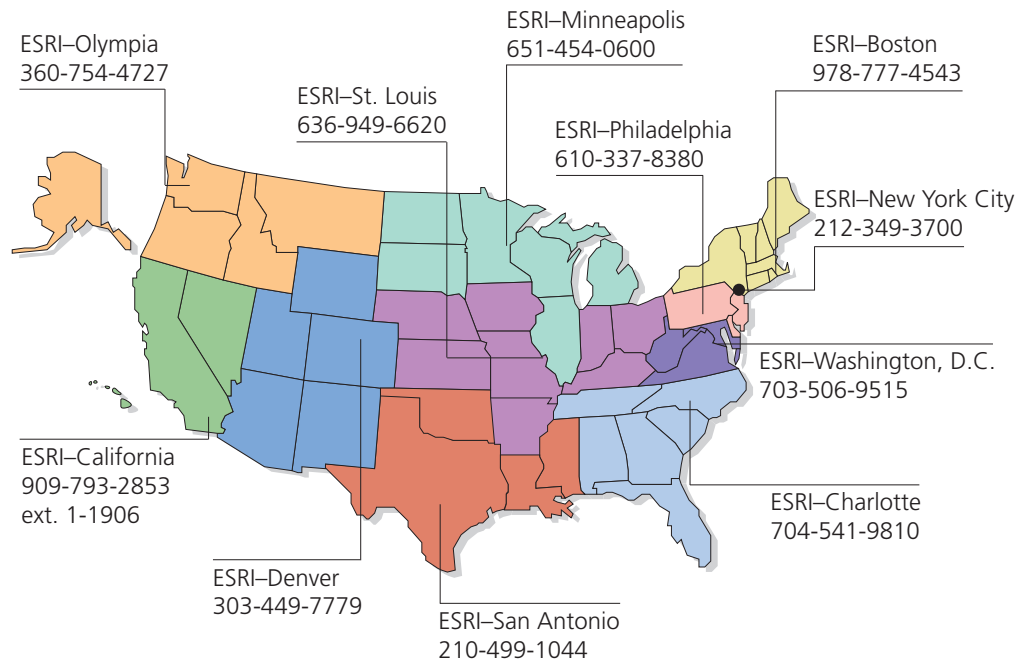 ESRI–Minneapolis
651-454-0600
ESRI–Olympia
360-754-4727
ESRI–Boston
978-777-4543
ESRI–St. Louis
636-949-6620
ESRI–Philadelphia
610-337-8380
ESRI–New York City
212-349-3700
ESRI–Washington, D.C.
703-506-9515
ESRI–California
909-793-2853
ext. 1-1906
ESRI–Charlotte
704-541-9810
ESRI–Denver
303-449-7779
ESRI–San Antonio
210-499-1044